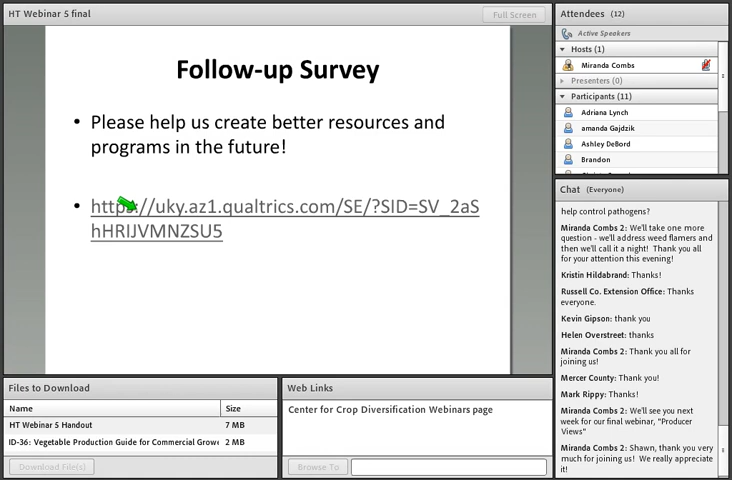 HT Webinar 5 final
Full Screen
Follow-up Survey
• Please help us create better resources and
programs in the future!
• https://uky.az1.qualtrics.com/SE/?SID=SV_2aS
hHRIJVMNZSU5
Files to Download
Name Size
HT Webinar 5 Handout 7 MB
ID-36: Vegetable Production Guide for Commercial Growe 2 MB
Download File(s)
Web Links
Center for Crop Diversification Webinars page
Browse To
Attendees (12)
Active Speakers
Hosts (1)
Miranda Combs
Presenters (0)
Participants (11)
Adriana Lynch
amanda Gajdzik
Ashley DeBord
Brandon
Chat (Everyone)
help control pathogens?
Miranda Combs 2: We'll take one more
question - we'll address weed flamers and
then we'll call it a night! Thank you all
for your attention this evening!
Kristin Hildabrand: Thanks!
Russell Co. Extension Office: Thanks
everyone.
Kevin Gipson: thank you
Helen Overstreet: thanks
Miranda Combs 2: Thank you all for
joining us!
Mercer County: Thank you!
Mark Rippy: Thanks!
Miranda Combs 2: We'll see you next
week for our final webinar, "Producer
Views"
Miranda Combs 2: Shawn, thank you very
much for joining us! We really appreciate
it!